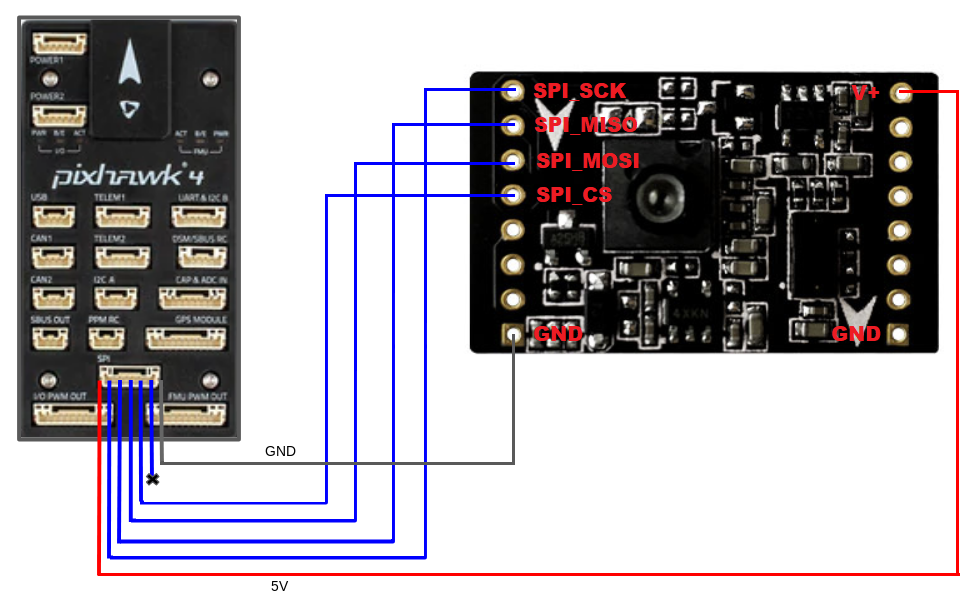 POWER1
POWER2
PWR B/E ACT
I/O
ACT B/E PWR
FMU
pixhawk 4
USB TELEM1 UART & I2C B
CAN1 TELEM2 DSM/SBUS RC
CAN2 I2C A CAP & ADC IN
SBUS OUT PPM RC GPS MODULE
SPI
I/O PWM OUT FMU PWM OUT
SPI_SCK
V+
SPI_MISO
SPI_MOSI
SPI_CS
4XKN
GND
GND
GND
5V